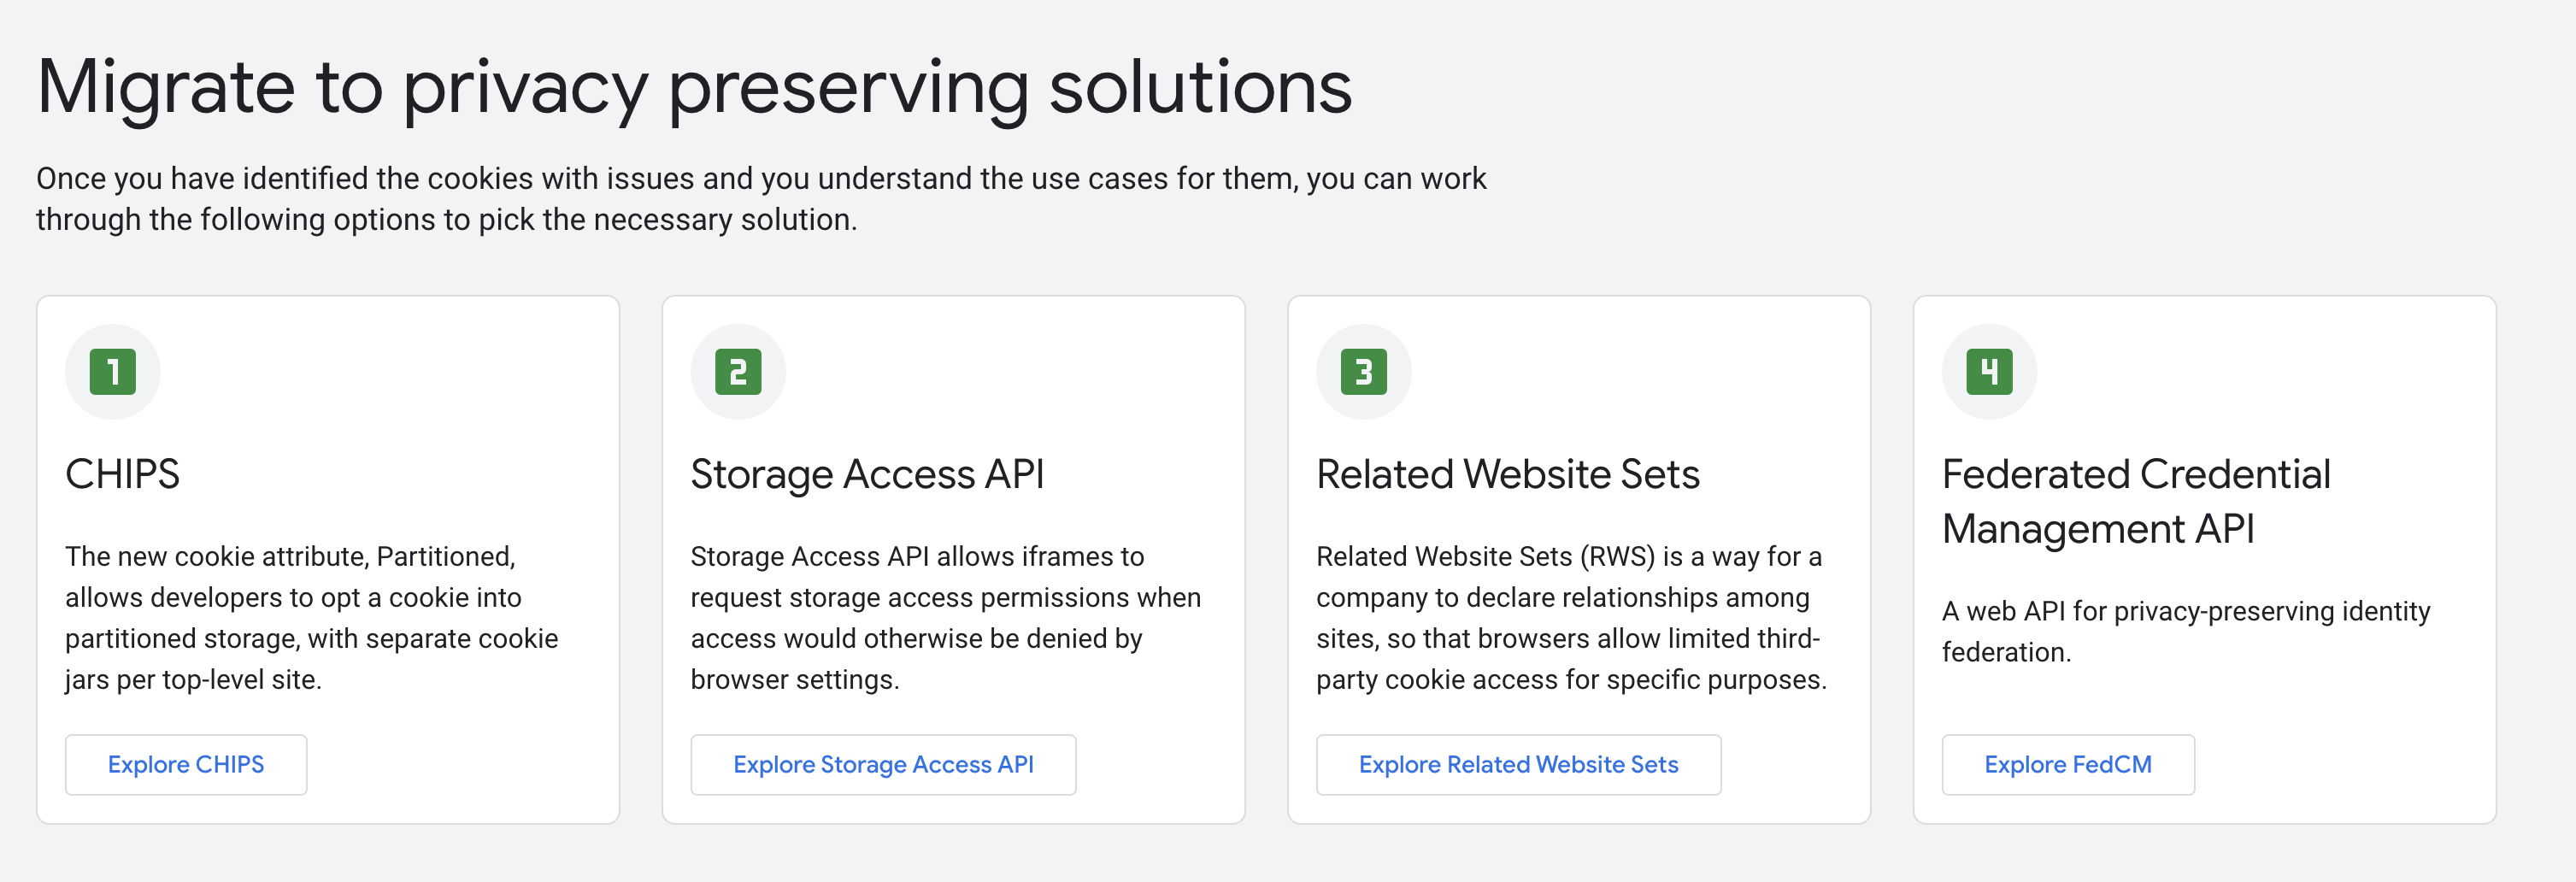 Migrate to privacy preserving solutions
Once you have identified the cookies with issues and you understand the use cases for them, you can work
through the following options to pick the necessary solution.
1
CHIPS
The new cookie attribute, Partitioned,
allows developers to opt a cookie into
partitioned storage, with separate cookie
jars per top-level site.
Explore CHIPS
2
Storage Access API
Storage Access API allows iframes to
request storage access permissions when
access would otherwise be denied by
browser settings.
Explore Storage Access API
3
Related Website Sets
Related Website Sets (RWS) is a way for a
company to declare relationships among
sites, so that browsers allow limited third-
party cookie access for specific purposes.
Explore Related Website Sets
4
Federated Credential
Management API
A web API for privacy-preserving identity
federation.
Explore FedCM